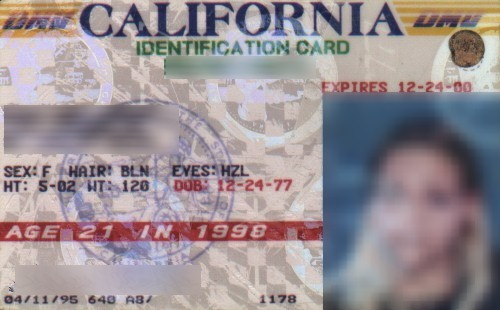 DMV CALIFORNIA DMV
IDENTIFICATION CARD
EXPIRES 12-24-00
SEX: F HAIR: BLN EYES: HZL
HT: 5-02 WT: 120 DOB: 12-24-77
AGE 21 IN 1998
04/11/95 640 A8/ 1178